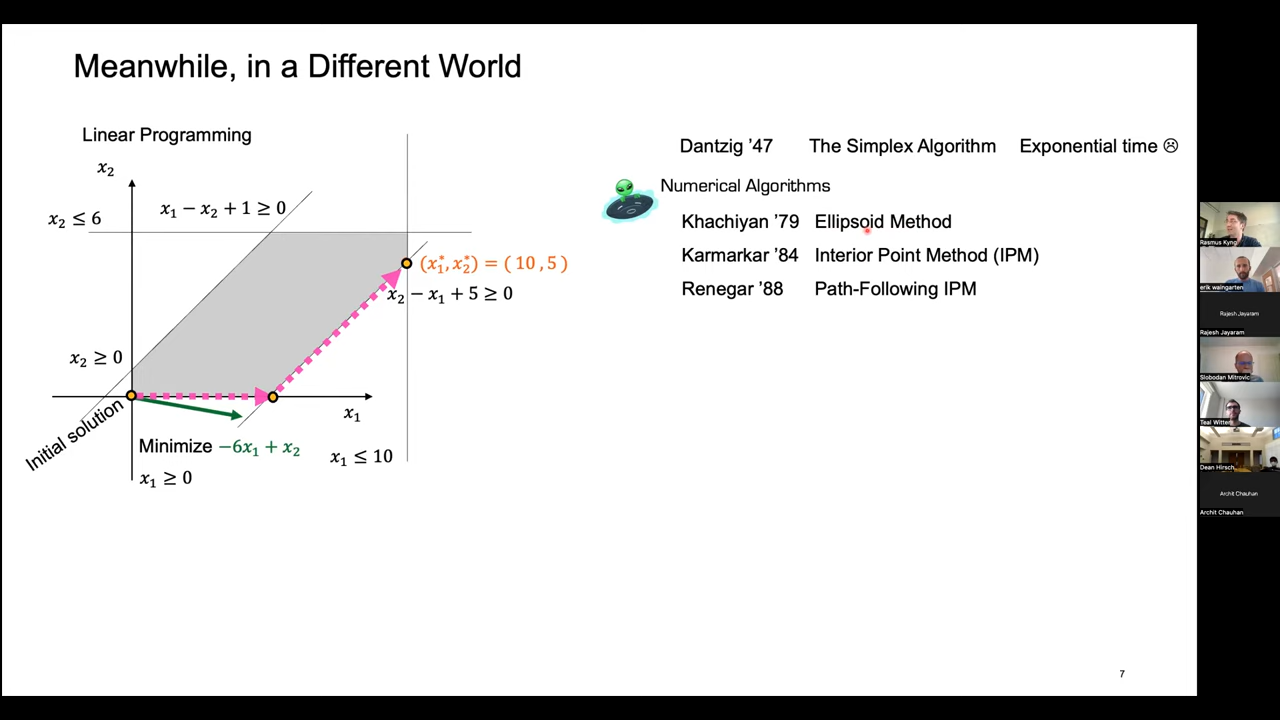 Meanwhile, in a Different World
Linear Programming
x₂
x₂ ≤ 6
x₁ − x₂ + 1 ≥ 0
(x₁*, x₂*) = ( 10 , 5 )
x₂ − x₁ + 5 ≥ 0
x₂ ≥ 0
x₁
Initial solution
Minimize −6x₁ + x₂
x₁ ≤ 10
x₁ ≥ 0
Dantzig ’47 The Simplex Algorithm Exponential time ☹
Numerical Algorithms
Khachiyan ’79 Ellipsoid Method
Karmarkar ’84 Interior Point Method (IPM)
Renegar ’88 Path-Following IPM
7
Rasmus Kyng
erik waingarten
Rajesh Jayaram
Rajesh Jayaram
Slobodan Mitrovic
Teal Witter
Dean Hirsch
Archit Chauhan
Archit Chauhan